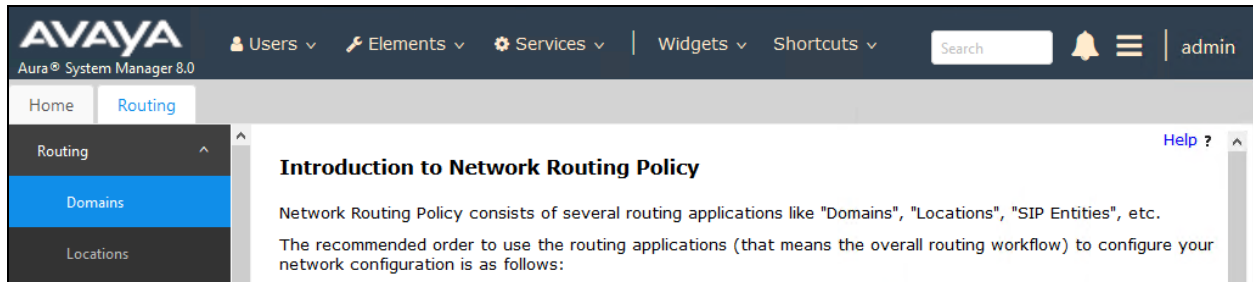 AVAYA
Aura® System Manager 8.0
Users Elements Services | Widgets Shortcuts Search | admin
Home Routing
Routing
Domains
Locations
Help ?
Introduction to Network Routing Policy
Network Routing Policy consists of several routing applications like "Domains", "Locations", "SIP Entities", etc.
The recommended order to use the routing applications (that means the overall routing workflow) to configure your
network configuration is as follows: